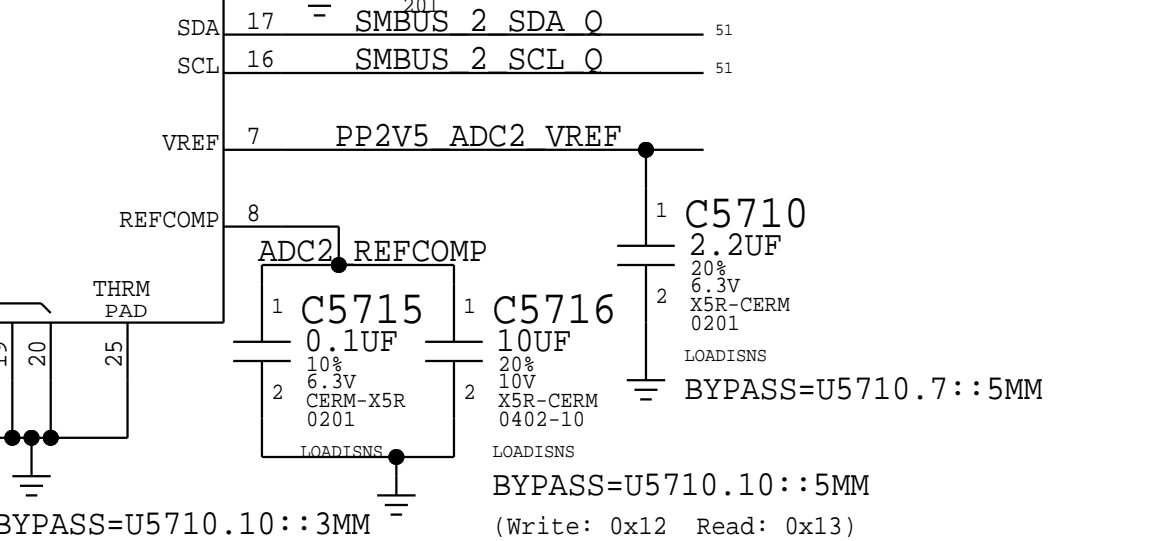 201
SDA 17 SMBUS_2_SDA_Q 51
SCL 16 SMBUS_2_SCL_Q 51
VREF 7 PP2V5_ADC2_VREF
REFCOMP 8
ADC2_REFCOMP
1 C5710
2.2UF
20%
6.3V
2 X5R-CERM
0201
LOADISNS
BYPASS=U5710.7::5MM
THRM
PAD
19 20 25
1 C5715
0.1UF
10%
6.3V
2 CERM-X5R
0201
LOADISNS
BYPASS=U5710.10::3MM
1 C5716
10UF
20%
10V
2 X5R-CERM
0402-10
LOADISNS
BYPASS=U5710.10::5MM
(Write: 0x12 Read: 0x13)